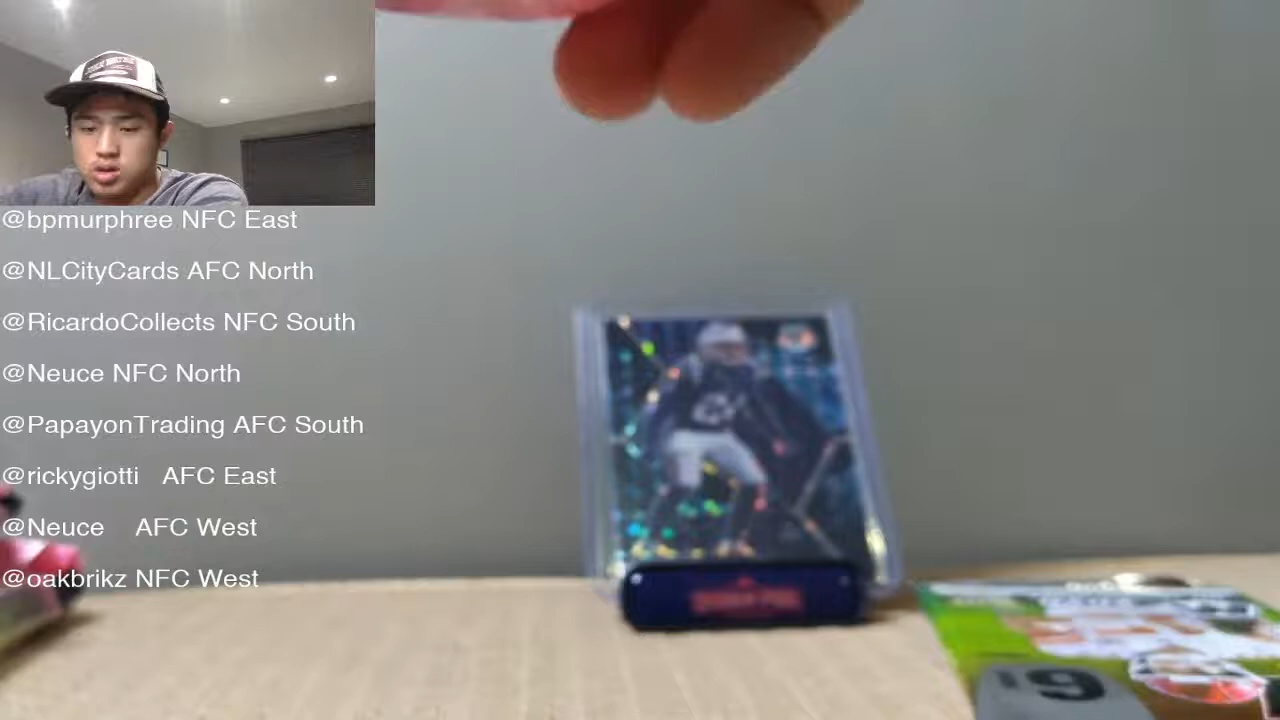 @bpmurphree NFC East
@NLCityCards AFC North
@RicardoCollects NFC South
@Neuce NFC North
@PapayonTrading AFC South
@rickygiotti AFC East
@Neuce AFC West
@oakbrikz NFC West